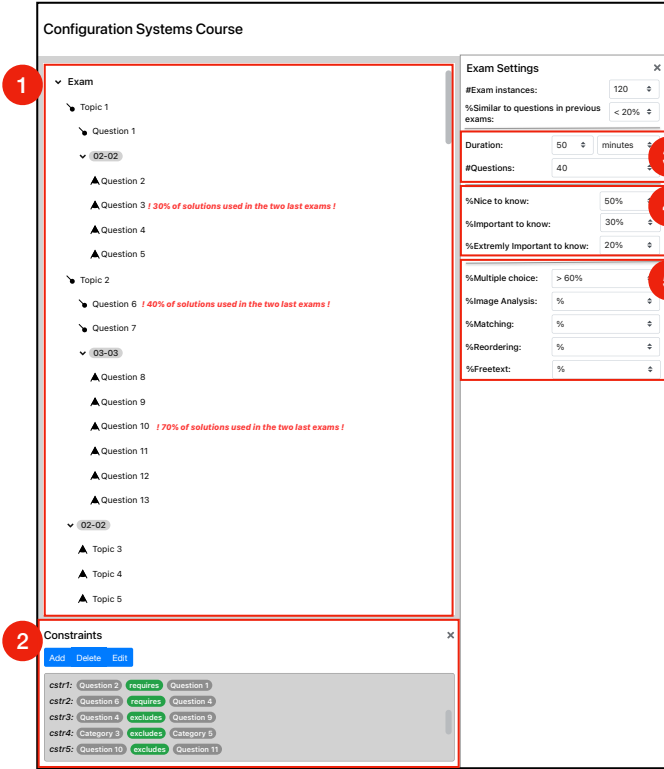 Configuration Systems Course
1
Exam
Topic 1
Question 1
02-02
Question 2
Question 3 ! 30% of solutions used in the two last exams !
Question 4
Question 5
Topic 2
Question 6 ! 40% of solutions used in the two last exams !
Question 7
03-03
Question 8
Question 9
Question 10 ! 70% of solutions used in the two last exams !
Question 11
Question 12
Question 13
02-02
Topic 3
Topic 4
Topic 5
Exam Settings
#Exam instances: 120
%Similar to questions in previous
exams: < 20%
Duration: 50 minutes
#Questions: 40
%Nice to know: 50%
%Important to know: 30%
%Extremly Important to know: 20%
%Multiple choice: > 60%
%Image Analysis: %
%Matching: %
%Reordering: %
%Freetext: %
2
Constraints
Add Delete Edit
cstr1: Question 2 requires Question 1
cstr2: Question 6 requires Question 4
cstr3: Question 4 excludes Question 9
cstr4: Category 3 excludes Category 5
cstr5: Question 10 excludes Question 11